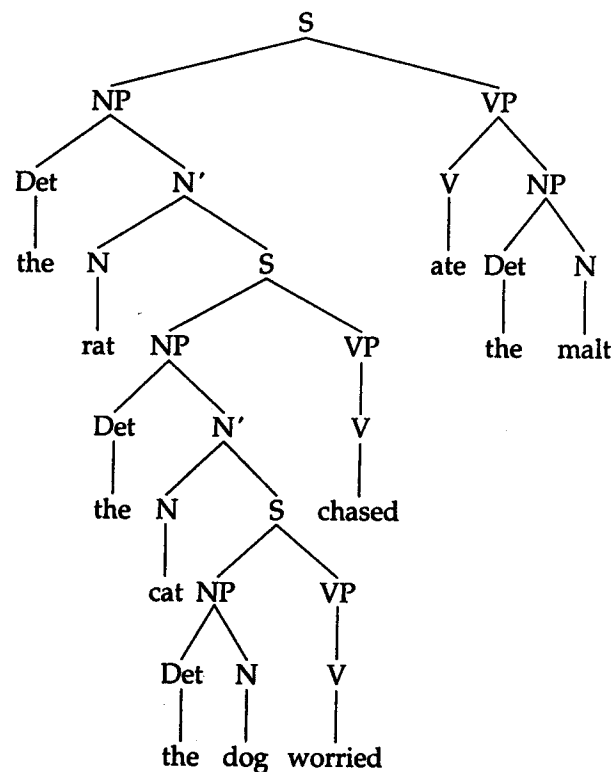 S
NP VP
Det N′ V NP
the N S ate Det N
rat NP VP the malt
Det N′ V
the N S chased
cat NP VP
Det N V
the dog worried